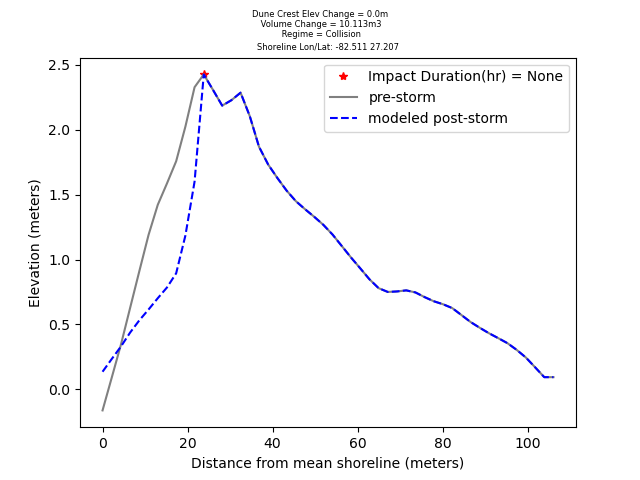 Dune Crest Elev Change = 0.0m
Volume Change = 10.113m3
Regime = Collision
Shoreline Lon/Lat: -82.511 27.207
Impact Duration(hr) = None
pre-storm
modeled post-storm
Elevation (meters)
2.5
2.0
1.5
1.0
0.5
0.0
0 20 40 60 80 100
Distance from mean shoreline (meters)